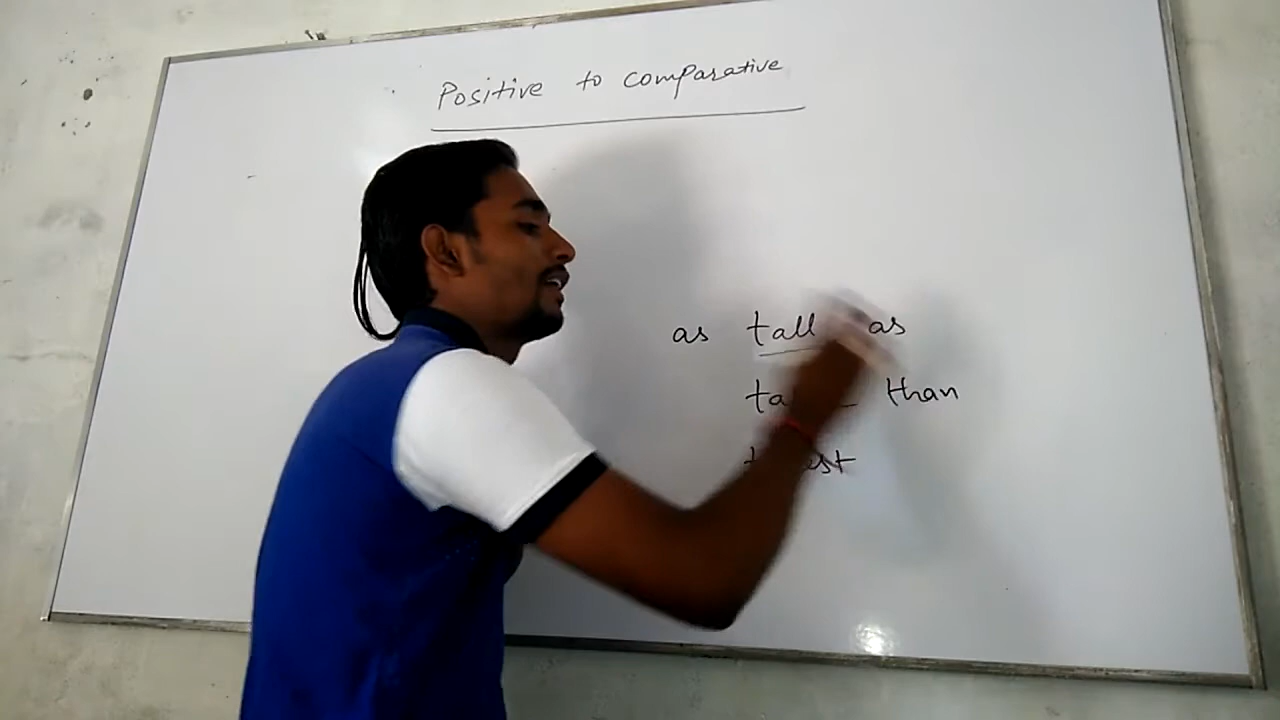 Positive to comparative
as tall as
than